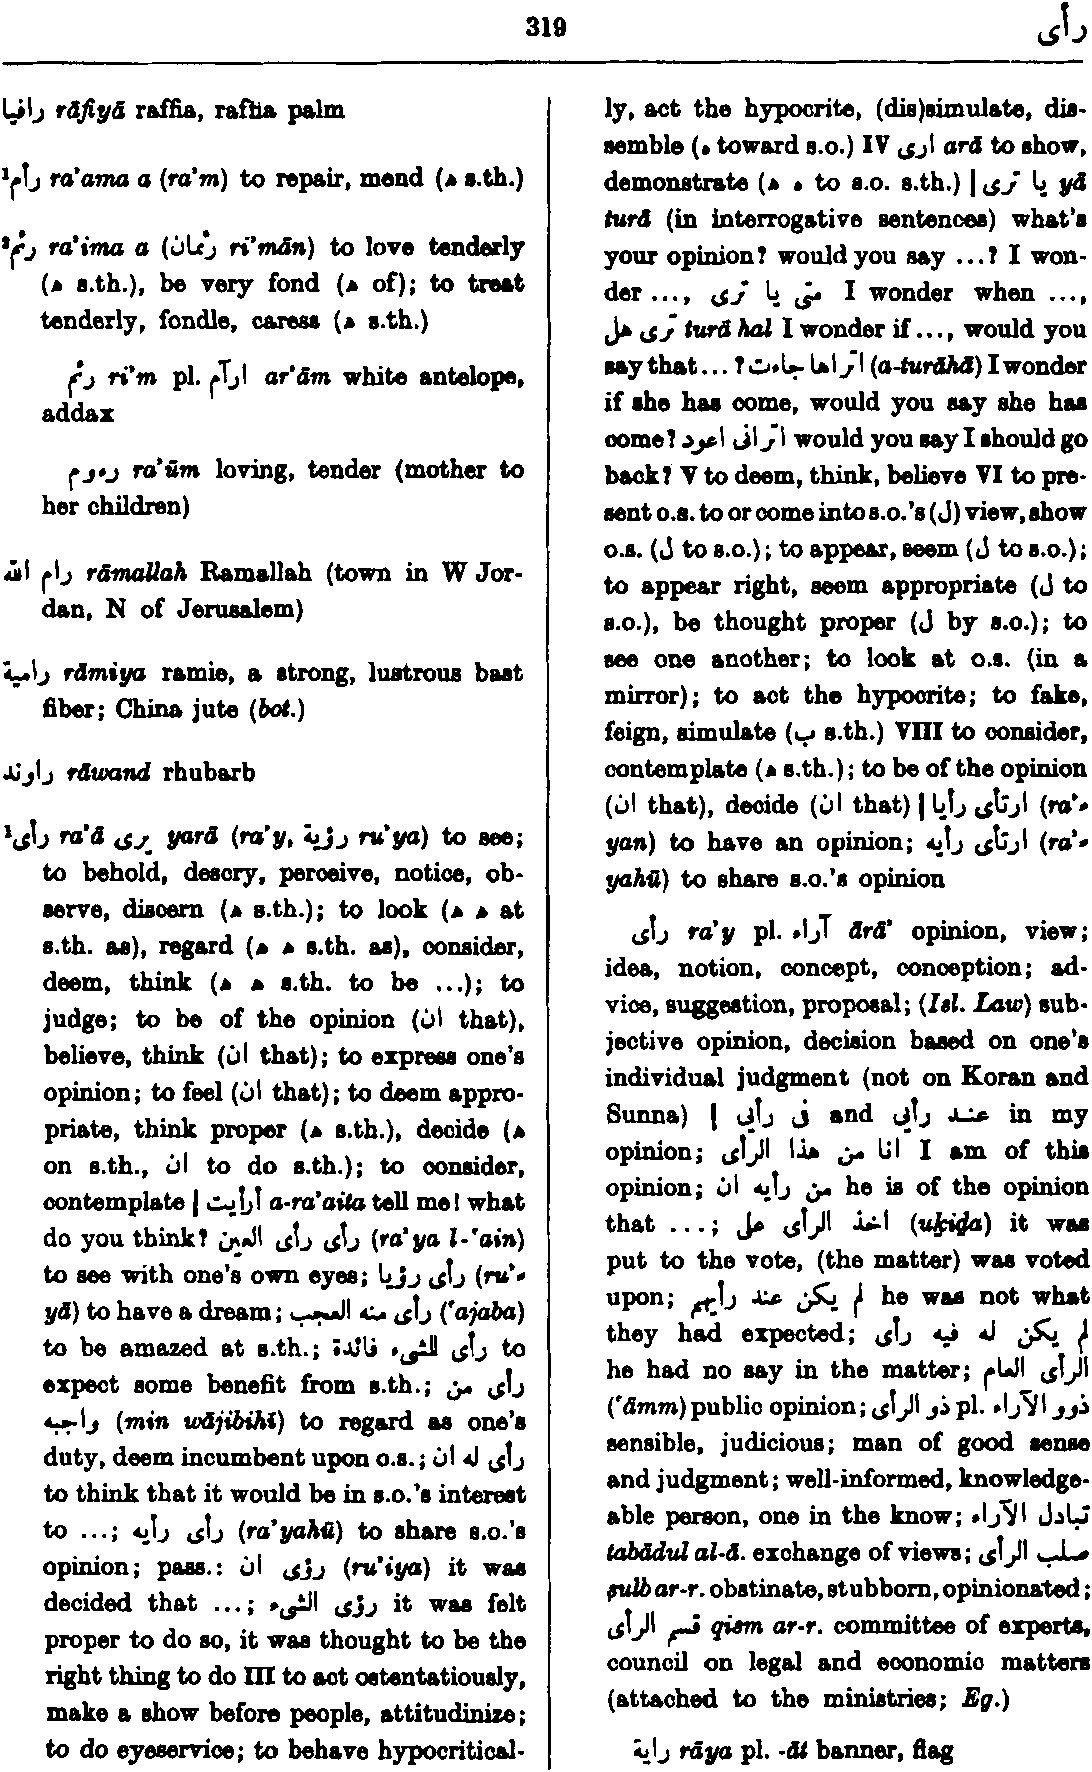 319
رأى
رافيا rāfiyā raffia, raffia palm
¹رأم ra'ama a (ra'm) to repair, mend (ه s.th.)
²رئم ra'ima a (رئمان ri'mān) to love tenderly
(ه s.th.), be very fond (ه of); to treat
tenderly, fondle, caress (ه s.th.)
رئم ri'm pl. ارآم ar'ām white antelope,
addax
رءوم ra'ūm loving, tender (mother to
her children)
رام الله rāmallah Ramallah (town in W Jor-
dan, N of Jerusalem)
رامية rāmiya ramie, a strong, lustrous bast
fiber; China jute (bot.)
راوند rāwand rhubarb
¹رأى ra'ā يرى yarā (ra'y, رؤية ru'ya) to see;
to behold, descry, perceive, notice, ob-
serve, discern (ه s.th.); to look (ه ه at
s.th. as), regard (ه ه s.th. as), consider,
deem, think (ه ه s.th. to be ...); to
judge; to be of the opinion (ان that),
believe, think (ان that); to express one's
opinion; to feel (ان that); to deem appro-
priate, think proper (ه s.th.), decide (ه
on s.th., ان to do s.th.); to consider,
contemplate | أرأيت a-ra'aita tell me! what
do you think? رأى رأى العين (ra'ya l-'ain)
to see with one's own eyes; رأى رؤيا (ru'-
yā) to have a dream; رأى منه العجب ('ajaba)
to be amazed at s.th.; رأى للشىء فائدة to
expect some benefit from s.th.; رأى من
واجبه (min wājibihī) to regard as one's
duty, deem incumbent upon o.s.; رأى له ان
to think that it would be in s.o.'s interest
to ...; رأى رأيه (ra'yahū) to share s.o.'s
opinion; pass.: رؤى ان (ru'iya) it was
decided that ...; رؤى الشىء it was felt
proper to do so, it was thought to be the
right thing to do III to act ostentatiously,
make a show before people, attitudinize;
to do eyeservice; to behave hypocritical-
ly, act the hypocrite, (dis)simulate, dis-
semble (ه toward s.o.) IV ارى arā to show,
demonstrate (ه ه to s.o. s.th.) | يا ترى yā
turā (in interrogative sentences) what's
your opinion? would you say ...? I won-
der ..., متى يا ترى I wonder when ...,
ترى هل turā hal I wonder if ..., would you
say that ...? اتراها جاءت (a-turāhā) I wonder
if she has come, would you say she has
come? اترانى اعود would you say I should go
back? V to deem, think, believe VI to pre-
sent o.s. to or come into s.o.'s (ل) view, show
o.s. (ل to s.o.); to appear, seem (ل to s.o.);
to appear right, seem appropriate (ل to
s.o.), be thought proper (ل by s.o.); to
see one another; to look at o.s. (in a
mirror); to act the hypocrite; to fake,
feign, simulate (ب s.th.) VIII to consider,
contemplate (ه s.th.); to be of the opinion
(ان that), decide (ان that) | ارتأى رأيا (ra'-
yan) to have an opinion; ارتأى رأيه (ra'-
yahū) to share s.o.'s opinion
رأى ra'y pl. آراء ārā' opinion, view;
idea, notion, concept, conception; ad-
vice, suggestion, proposal; (Isl. Law) sub-
jective opinion, decision based on one's
individual judgment (not on Koran and
Sunna) | فى رأيى and عند رأيى in my
opinion; انا من هذا الرأى I am of this
opinion; من رأيه ان he is of the opinion
that ...; اخذ الرأى على (ukiḏa) it was
put to the vote, (the matter) was voted
upon; لم يكن عند رأيهم he was not what
they had expected; لم يكن له فيه رأى
he had no say in the matter; الرأى العام
('āmm) public opinion; ذو الرأى pl. ذوو الآراء
sensible, judicious; man of good sense
and judgment; well-informed, knowledge-
able person, one in the know; تبادل الآراء
tabādul al-ā. exchange of views; صلب الرأى
ṣulb ar-r. obstinate, stubborn, opinionated;
قسم الرأى qism ar-r. committee of experts,
council on legal and economic matters
(attached to the ministries; Eg.)
راية rāya pl. -āt banner, flag